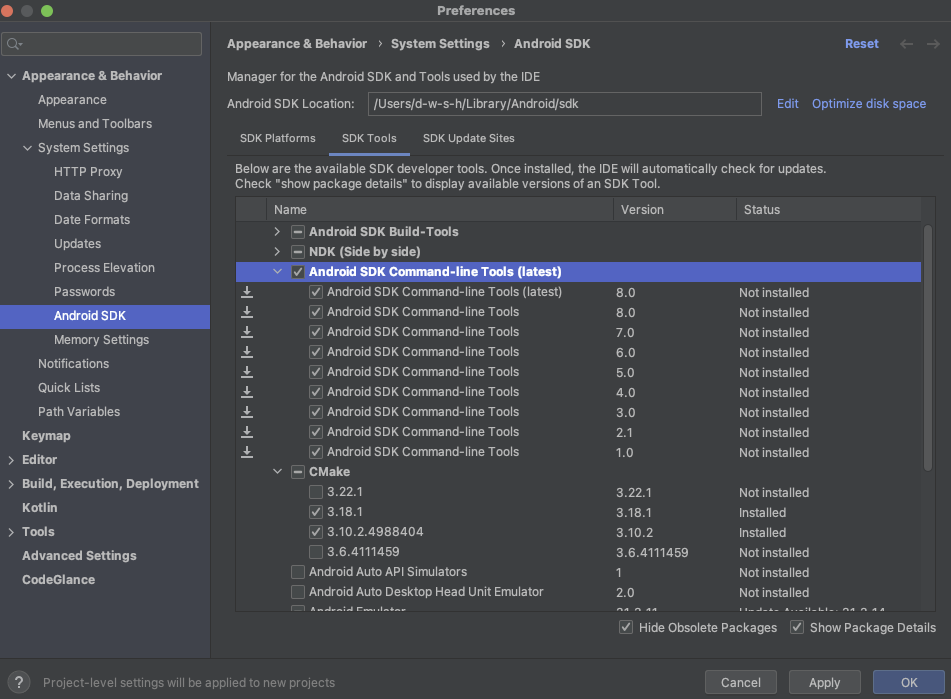 Preferences
Appearance & Behavior › System Settings › Android SDK
Reset
Manager for the Android SDK and Tools used by the IDE
Android SDK Location: /Users/d-w-s-h/Library/Android/sdk Edit Optimize disk space
Appearance & Behavior
Appearance
Menus and Toolbars
System Settings
HTTP Proxy
Data Sharing
Date Formats
Updates
Process Elevation
Passwords
Android SDK
Memory Settings
Notifications
Quick Lists
Path Variables
Keymap
Editor
Build, Execution, Deployment
Kotlin
Tools
Advanced Settings
CodeGlance
SDK Platforms SDK Tools SDK Update Sites
Below are the available SDK developer tools. Once installed, the IDE will automatically check for updates.
Check "show package details" to display available versions of an SDK Tool.
Name Version Status
Android SDK Build-Tools
NDK (Side by side)
Android SDK Command-line Tools (latest)
Android SDK Command-line Tools (latest) 8.0 Not installed
Android SDK Command-line Tools 8.0 Not installed
Android SDK Command-line Tools 7.0 Not installed
Android SDK Command-line Tools 6.0 Not installed
Android SDK Command-line Tools 5.0 Not installed
Android SDK Command-line Tools 4.0 Not installed
Android SDK Command-line Tools 3.0 Not installed
Android SDK Command-line Tools 2.1 Not installed
Android SDK Command-line Tools 1.0 Not installed
CMake
3.22.1 3.22.1 Not installed
3.18.1 3.18.1 Installed
3.10.2.4988404 3.10.2 Installed
3.6.4111459 3.6.4111459 Not installed
Android Auto API Simulators 1 Not installed
Android Auto Desktop Head Unit Emulator 2.0 Not installed
Android Emulator 31.2.11 Update Available: 31.2.14
Hide Obsolete Packages Show Package Details
? Project-level settings will be applied to new projects
Cancel Apply OK